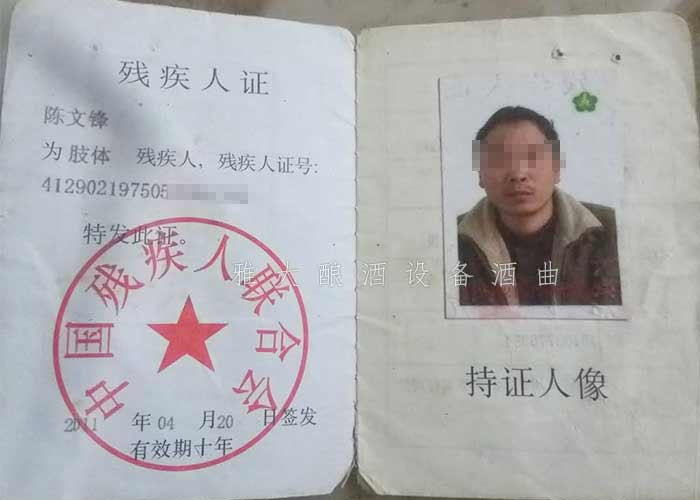 残疾人证
陈文锋
为 肢体 残疾人，残疾人证号：
412902197505
特发此证。
中国残疾人联合会
2011 年 04 月 20 日签发
有效期十年
雅大酿酒设备酒曲
持证人像